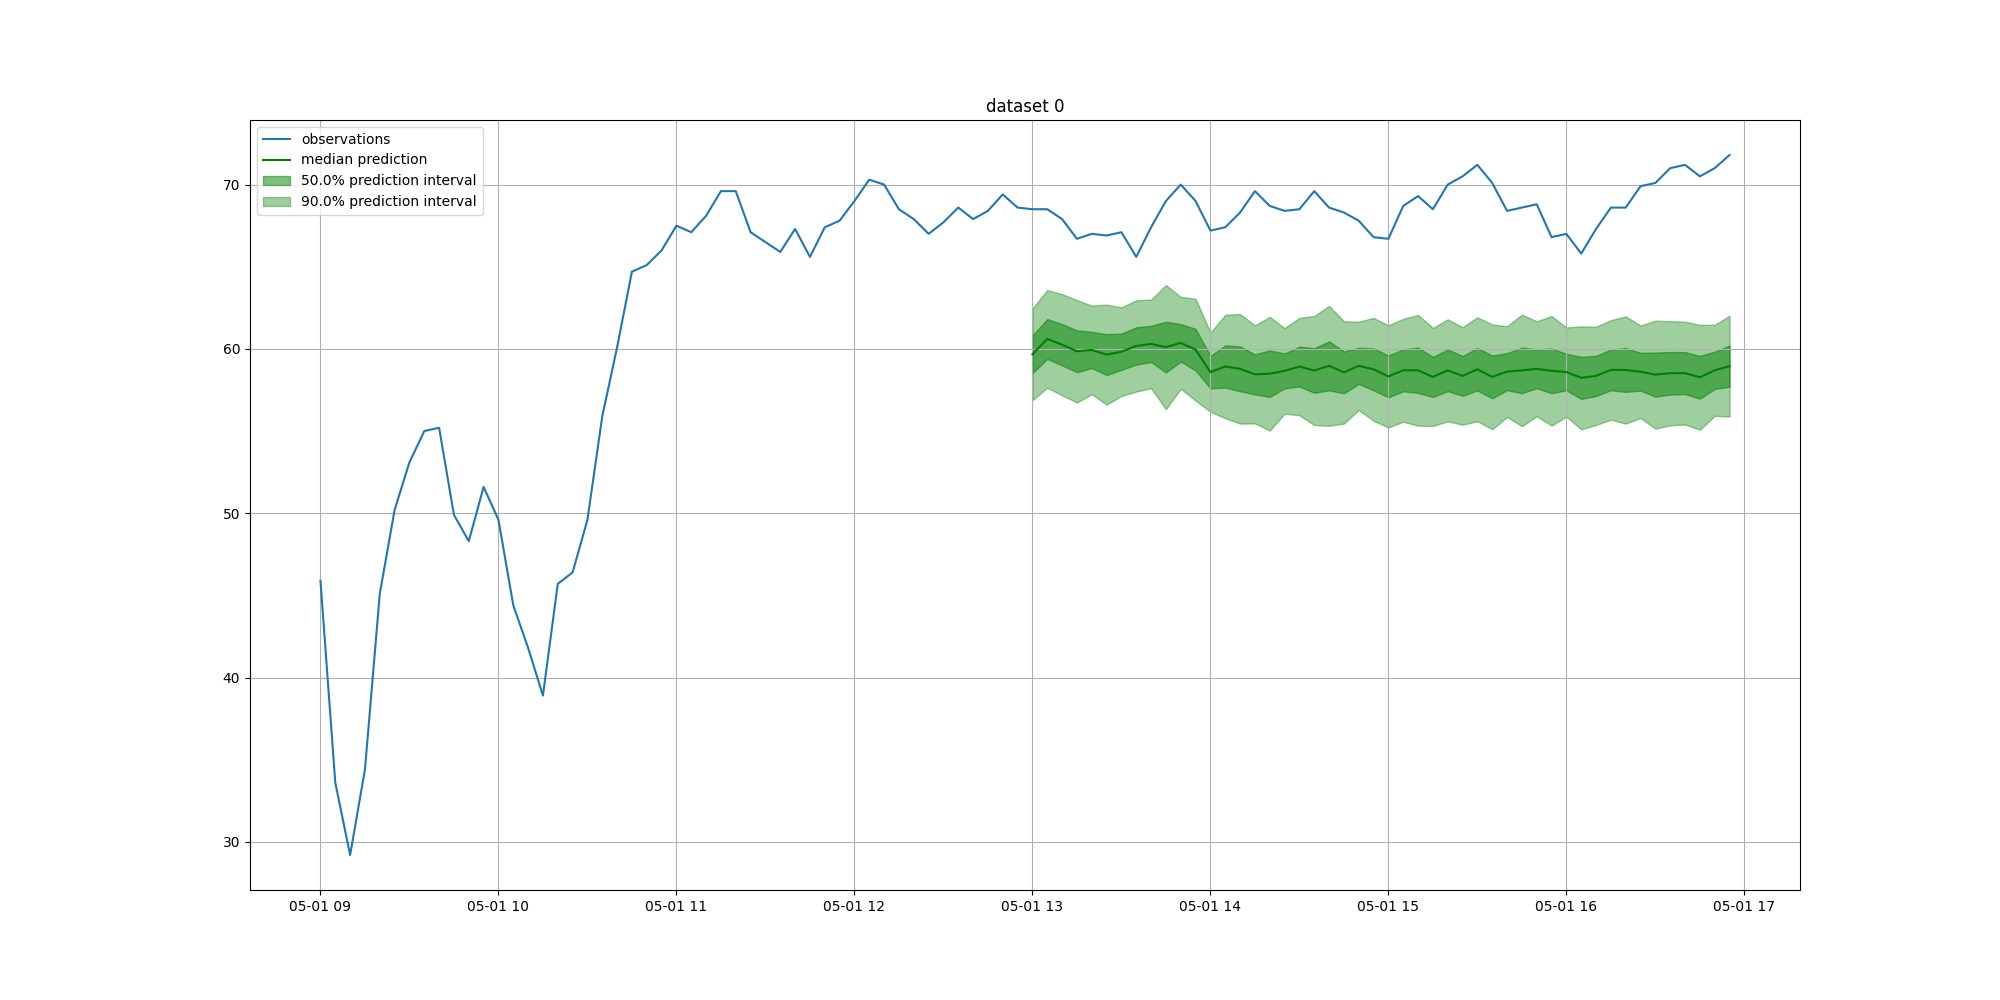 dataset 0
observations
median prediction
50.0% prediction interval
90.0% prediction interval
70
60
50
40
30
05-01 09
05-01 10
05-01 11
05-01 12
05-01 13
05-01 14
05-01 15
05-01 16
05-01 17